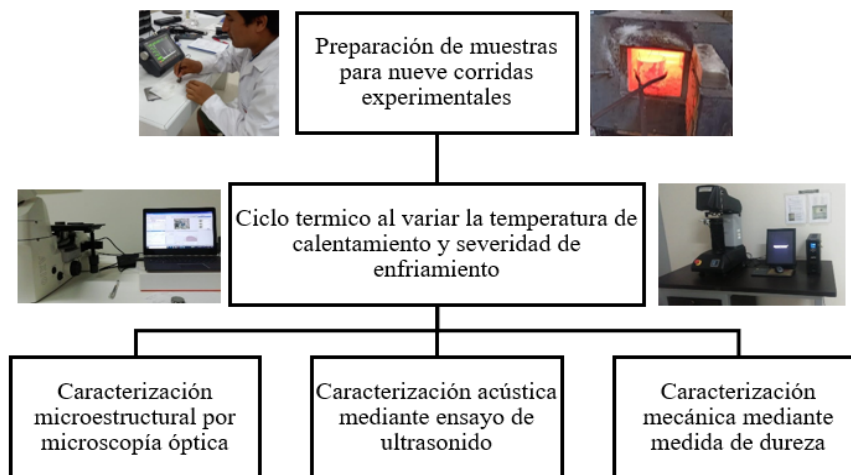 Preparación de muestras
para nueve corridas
experimentales
Ciclo termico al variar la temperatura de
calentamiento y severidad de
enfriamiento
Caracterización
microestructural por
microscopía óptica
Caracterización acústica
mediante ensayo de
ultrasonido
Caracterización
mecánica mediante
medida de dureza